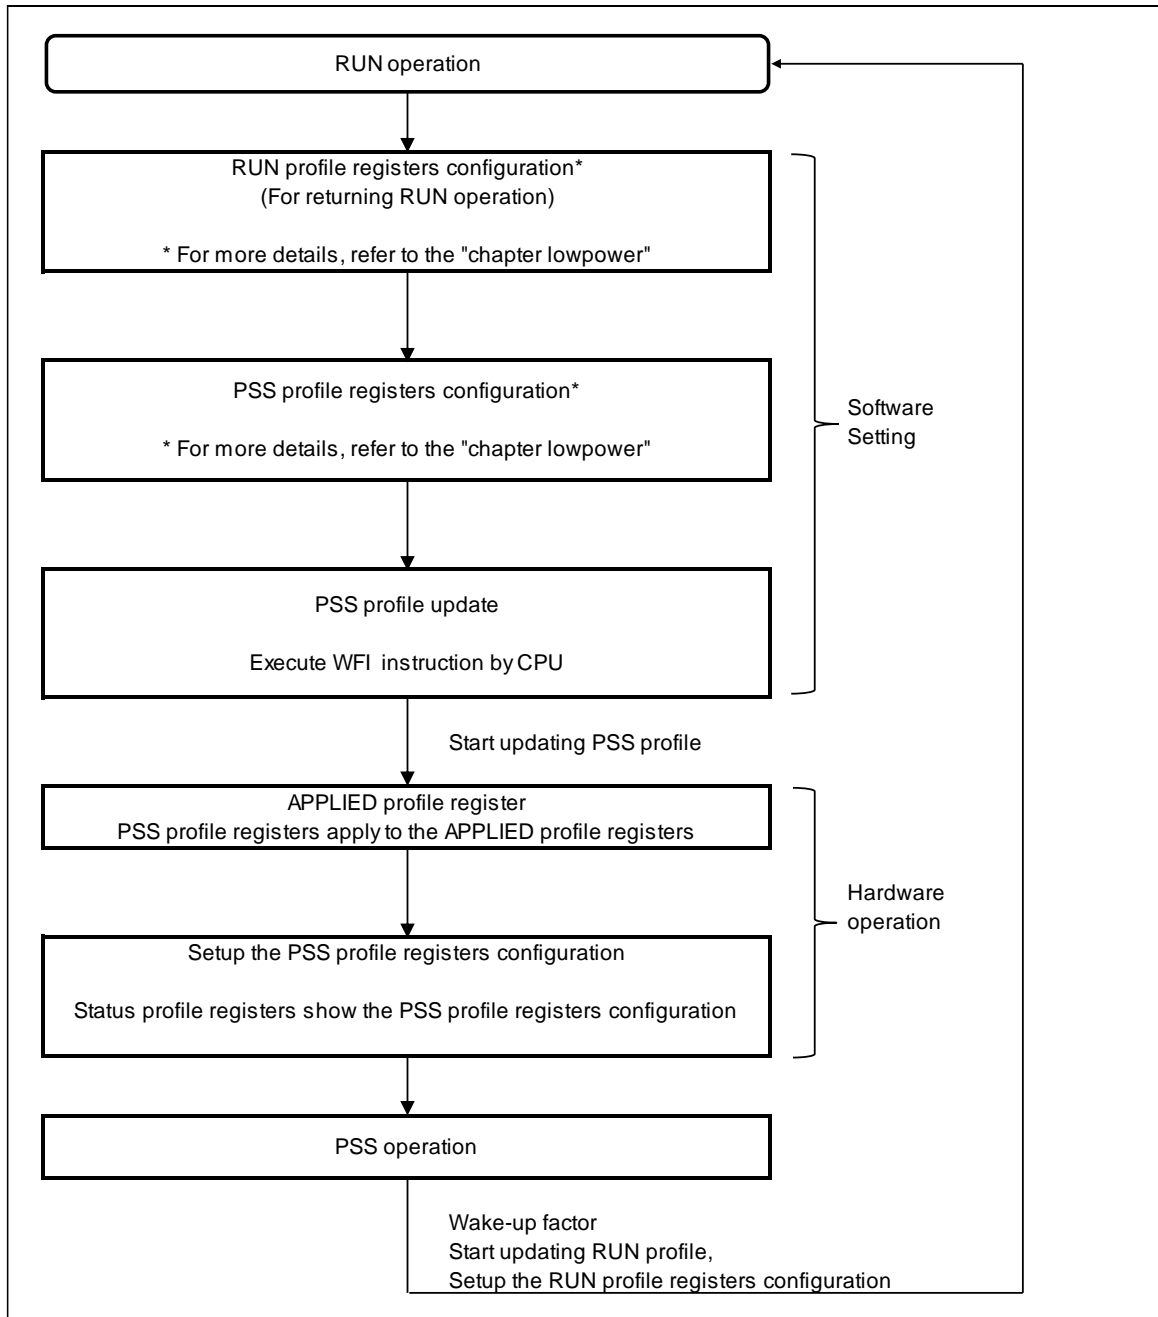 RUN operation
RUN profile registers configuration*
(For returning RUN operation)
* For more details, refer to the "chapter lowpower"
PSS profile registers configuration*
* For more details, refer to the "chapter lowpower"
Software
Setting
PSS profile update
Execute WFI instruction by CPU
Start updating PSS profile
APPLIED profile register
PSS profile registers apply to the APPLIED profile registers
Hardware
operation
Setup the PSS profile registers configuration
Status profile registers show the PSS profile registers configuration
PSS operation
Wake-up factor
Start updating RUN profile,
Setup the RUN profile registers configuration